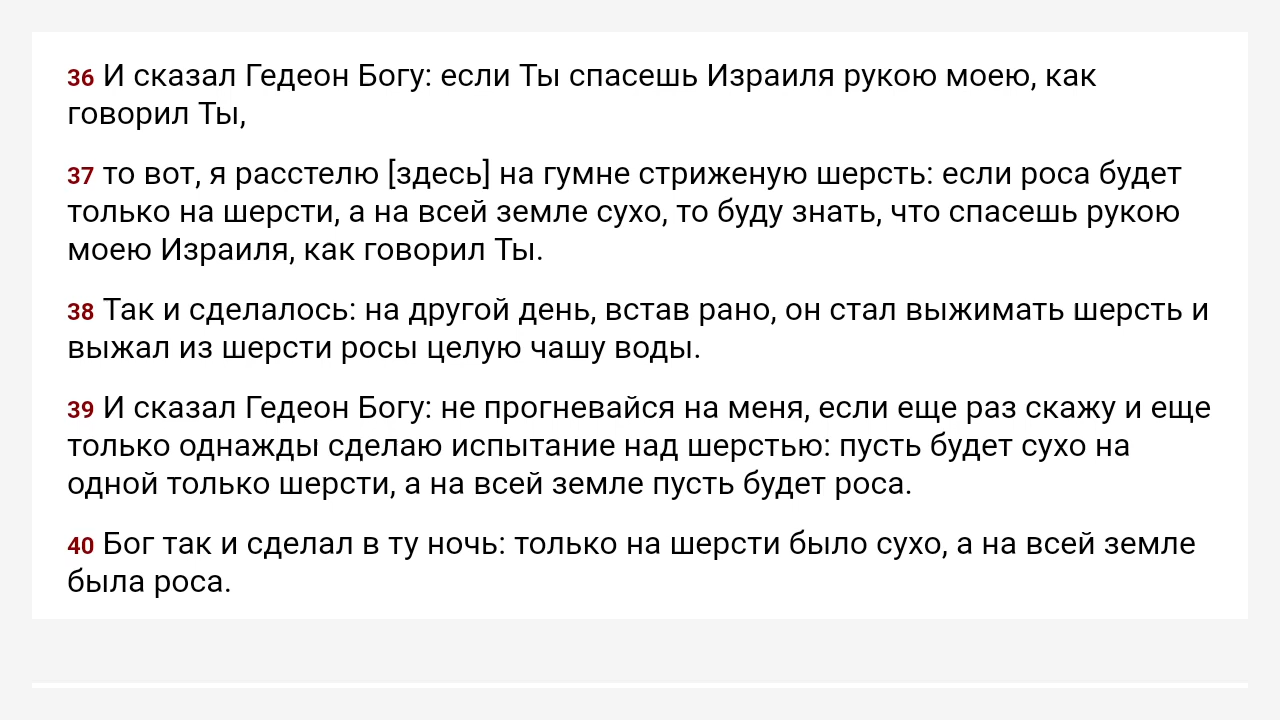 36 И сказал Гедеон Богу: если Ты спасешь Израиля рукою моею, как
говорил Ты,
37 то вот, я расстелю [здесь] на гумне стриженую шерсть: если роса будет
только на шерсти, а на всей земле сухо, то буду знать, что спасешь рукою
моею Израиля, как говорил Ты.
38 Так и сделалось: на другой день, встав рано, он стал выжимать шерсть и
выжал из шерсти росы целую чашу воды.
39 И сказал Гедеон Богу: не прогневайся на меня, если еще раз скажу и еще
только однажды сделаю испытание над шерстью: пусть будет сухо на
одной только шерсти, а на всей земле пусть будет роса.
40 Бог так и сделал в ту ночь: только на шерсти было сухо, а на всей земле
была роса.